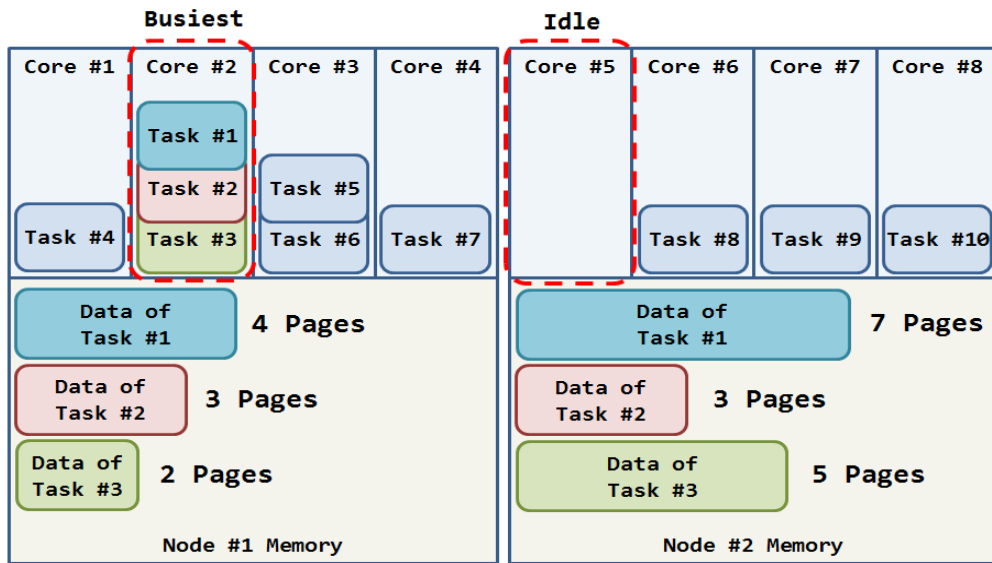 Busiest
Idle
Core #1
Core #2
Core #3
Core #4
Core #5
Core #6
Core #7
Core #8
Task #1
Task #2
Task #5
Task #4
Task #3
Task #6
Task #7
Task #8
Task #9
Task #10
Data of
Task #1
4 Pages
Data of
Task #1
7 Pages
Data of
Task #2
3 Pages
Data of
Task #2
3 Pages
Data of
Task #3
2 Pages
Data of
Task #3
5 Pages
Node #1 Memory
Node #2 Memory